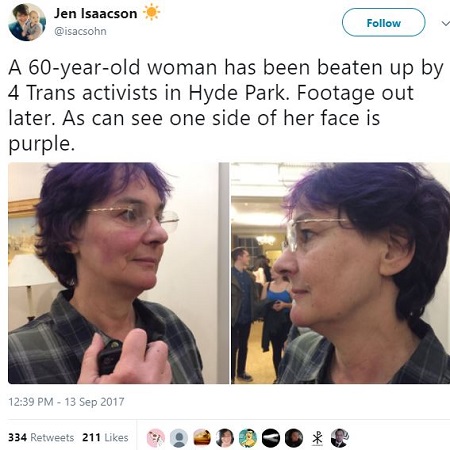 Jen Isaacson
@isacsohn
Follow
A 60-year-old woman has been beaten up by
4 Trans activists in Hyde Park. Footage out
later. As can see one side of her face is
purple.
12:39 PM - 13 Sep 2017
334 Retweets 211 Likes